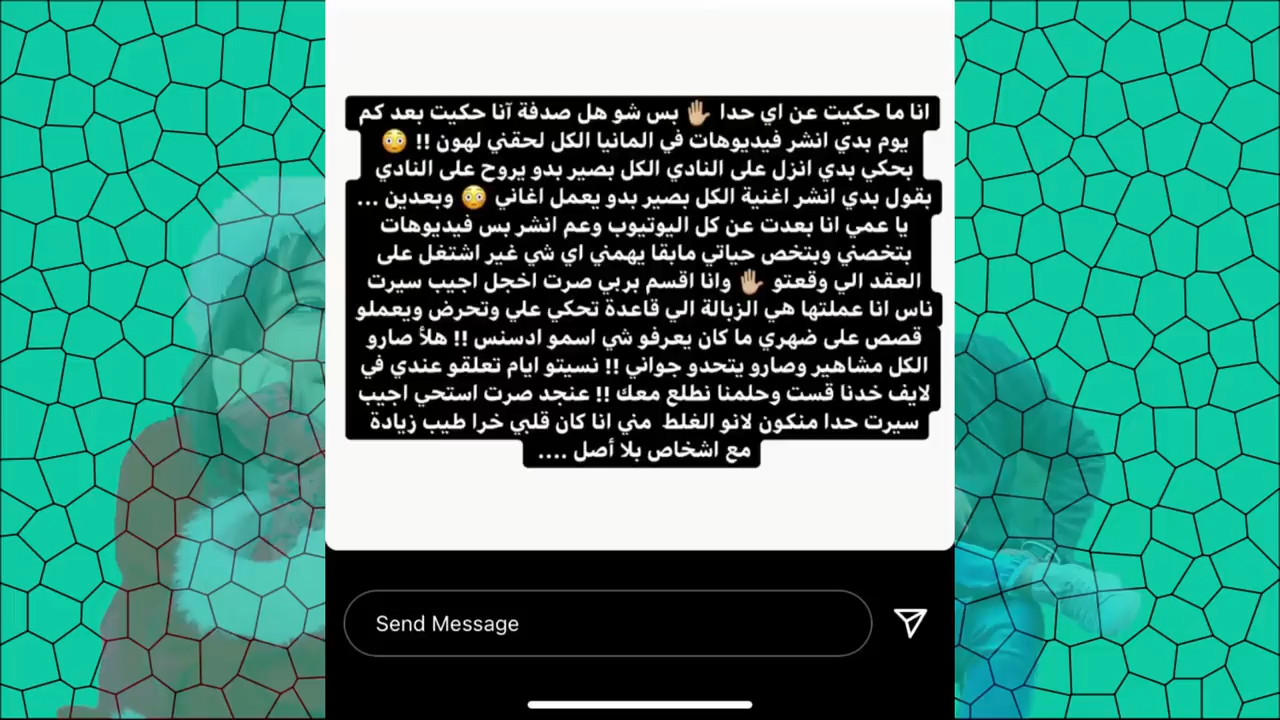 انا ما حكيت عن اي حدا 🤚🏼 بس شو هل صدفة آنا حكيت بعد كم
يوم بدي انشر فيديوهات في المانيا الكل لحقني لهون !! 😳
بحكي بدي انزل على النادي الكل بصير بدو يروح على النادي
بقول بدي انشر اغنية الكل بصير بدو يعمل اغاني 😳 وبعدين ...
يا عمي انا بعدت عن كل اليوتيوب وعم انشر بس فيديوهات
بتخصني وبتخص حياتي مابقا يهمني اي شي غير اشتغل على
العقد الي وقعتو 🤚🏼 وانا اقسم بربي صرت اخجل اجيب سيرت
ناس انا عملتها هي الزبالة الي قاعدة تحكي علي وتحرض ويعملو
قصص على ضهري ما كان يعرفو شي اسمو ادسنس !! هلأ صارو
الكل مشاهير وصارو يتحدو جواني !! نسيتو ايام تعلقو عندي في
لايف خدنا قست وحلمنا نطلع معك !! عنجد صرت استحي اجيب
سيرت حدا منكون لانو الغلط مني انا كان قلبي خرا طيب زيادة
مع اشخاص بلا أصل ....
Send Message